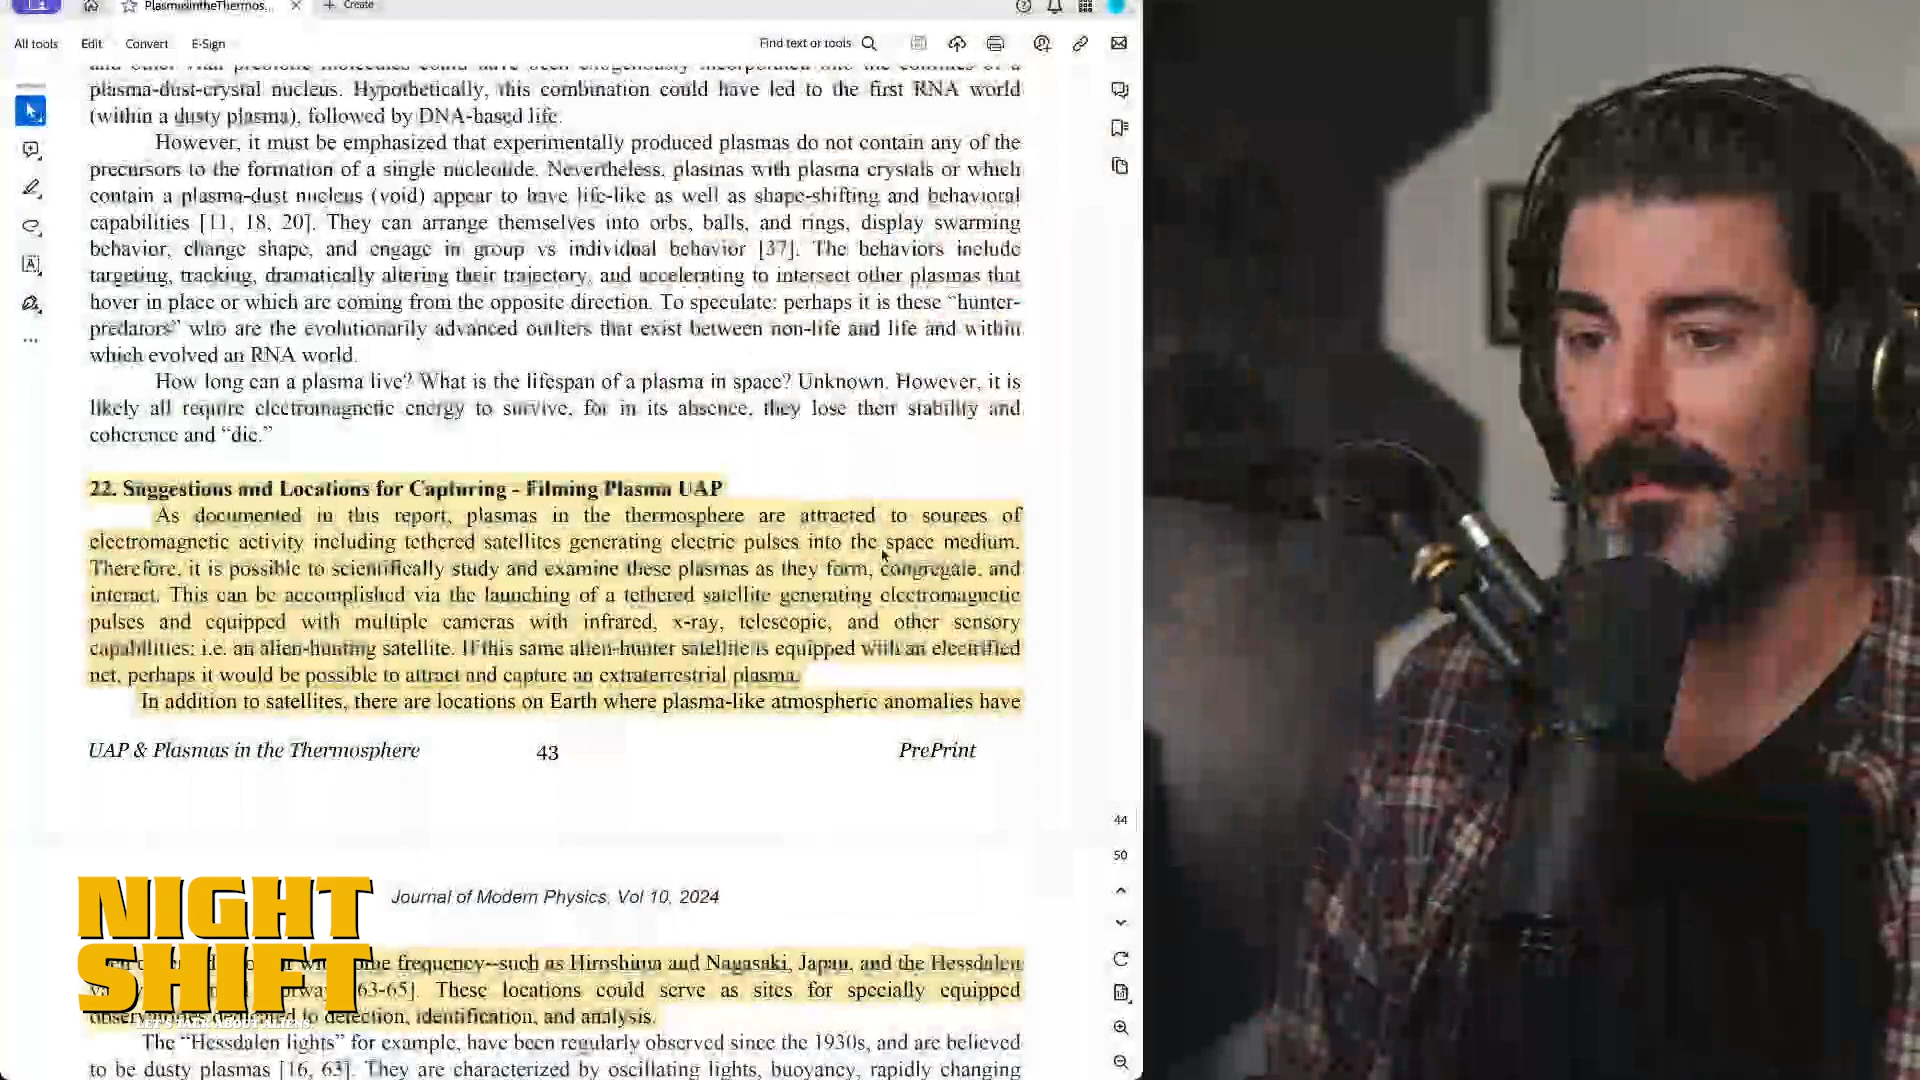 PlasmasintheThermos...
Create
All tools
Edit
Convert
E-Sign
Find text or tools
plasma-dust-crystal nucleus. Hypothetically, this combination could have led to the first RNA world
(within a dusty plasma), followed by DNA-based life.
However, it must be emphasized that experimentally produced plasmas do not contain any of the
precursors to the formation of a single nucleotide. Nevertheless, plasmas with plasma crystals or which
contain a plasma-dust nucleus (void) appear to have life-like as well as shape-shifting and behavioral
capabilities [11, 18, 20]. They can arrange themselves into orbs, balls, and rings, display swarming
behavior, change shape, and engage in group vs individual behavior [37]. The behaviors include
targeting, tracking, dramatically altering their trajectory, and accelerating to intersect other plasmas that
hover in place or which are coming from the opposite direction. To speculate: perhaps it is these “hunter-
predators” who are the evolutionarily advanced outliers that exist between non-life and life and within
which evolved an RNA world.
How long can a plasma live? What is the lifespan of a plasma in space? Unknown. However, it is
likely all require electromagnetic energy to survive, for in its absence, they lose their stability and
coherence and “die.”
22. Suggestions and Locations for Capturing - Filming Plasma UAP
As documented in this report, plasmas in the thermosphere are attracted to sources of
electromagnetic activity including tethered satellites generating electric pulses into the space medium.
Therefore, it is possible to scientifically study and examine these plasmas as they form, congregate, and
interact. This can be accomplished via the launching of a tethered satellite generating electromagnetic
pulses and equipped with multiple cameras with infrared, x-ray, telescopic, and other sensory
capabilities; i.e. an alien-hunting satellite. If this same alien-hunter satellite is equipped with an electrified
net, perhaps it would be possible to attract and capture an extraterrestrial plasma.
In addition to satellites, there are locations on Earth where plasma-like atmospheric anomalies have
UAP & Plasmas in the Thermosphere 43 PrePrint
44
50
Journal of Modern Physics, Vol 10, 2024
frequency--such as Hiroshima and Nagasaki, Japan, and the Hessdalen
63-65]. These locations could serve as sites for specially equipped
to detection, identification, and analysis.
The “Hessdalen lights” for example, have been regularly observed since the 1930s, and are believed
to be dusty plasmas [16, 63]. They are characterized by oscillating lights, buoyancy, rapidly changing
NIGHT
SHIFT
LET'S TALK ABOUT ALIENS.